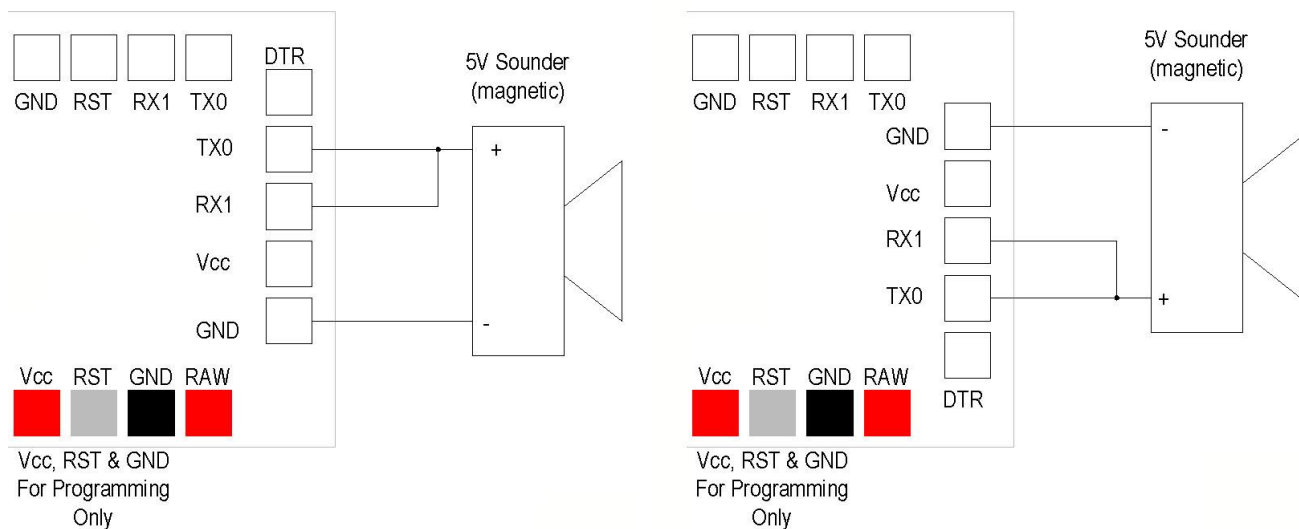 DTR
GND RST RX1 TX0
5V Sounder
(magnetic)
TX0
+
RX1
Vcc
GND
-
Vcc RST GND RAW
Vcc, RST & GND
For Programming
Only
5V Sounder
(magnetic)
GND RST RX1 TX0
GND
-
Vcc
RX1
TX0
+
Vcc RST GND RAW
DTR
Vcc, RST & GND
For Programming
Only